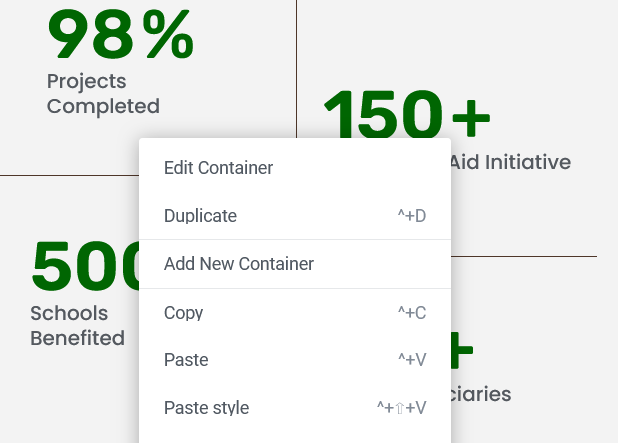 98%
Projects
Completed
150+
Aid Initiative
Edit Container
Duplicate ^+D
Add New Container
Copy ^+C
Paste ^+V
Paste style ^+⇧+V
500
Schools
Benefited
+